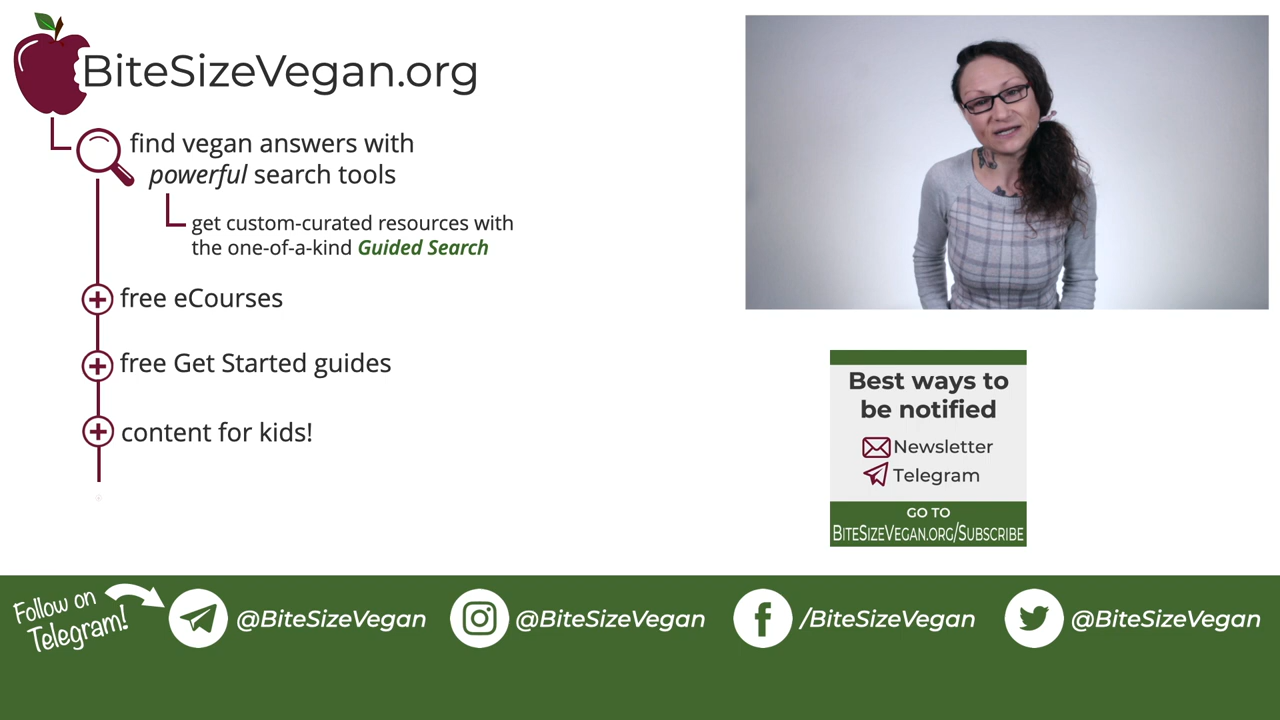 BiteSizeVegan.org
find vegan answers with
powerful search tools
get custom-curated resources with
the one-of-a-kind Guided Search
free eCourses
free Get Started guides
content for kids!
Best ways to
be notified
Newsletter
Telegram
GO TO
BITESIZEVEGAN.ORG/SUBSCRIBE
Follow on
Telegram!
@BiteSizeVegan
@BiteSizeVegan
/BiteSizeVegan
@BiteSizeVegan